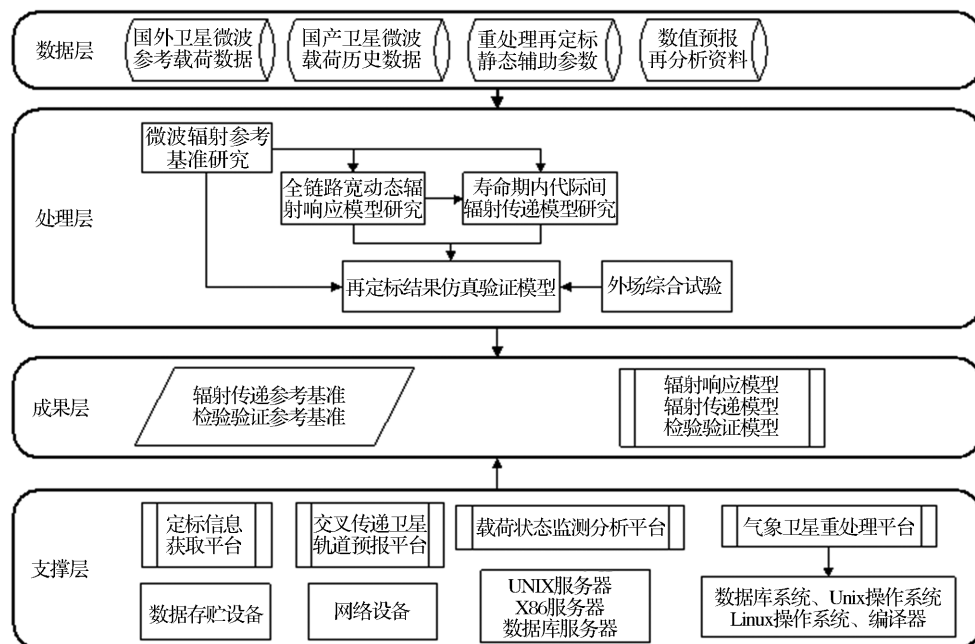 数据层
国外卫星微波
参考载荷数据
国产卫星微波
载荷历史数据
重处理再定标
静态辅助参数
数值预报
再分析资料
处理层
微波辐射参考
基准研究
全链路宽动态辐
射响应模型研究
寿命期内代际间
辐射传递模型研究
再定标结果仿真验证模型
外场综合试验
成果层
辐射传递参考基准
检验验证参考基准
辐射响应模型
辐射传递模型
检验验证模型
支撑层
定标信息
获取平台
交叉传递卫星
轨道预报平台
载荷状态监测分析平台
气象卫星重处理平台
数据存贮设备
网络设备
UNIX服务器
X86服务器
数据库服务器
数据库系统、Unix操作系统
Linux操作系统、编译器